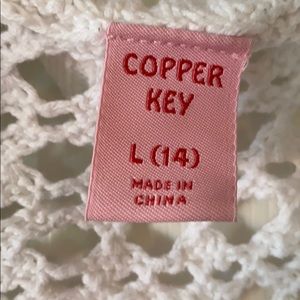 COPPER
KEY
L (14)
MADE IN
CHINA